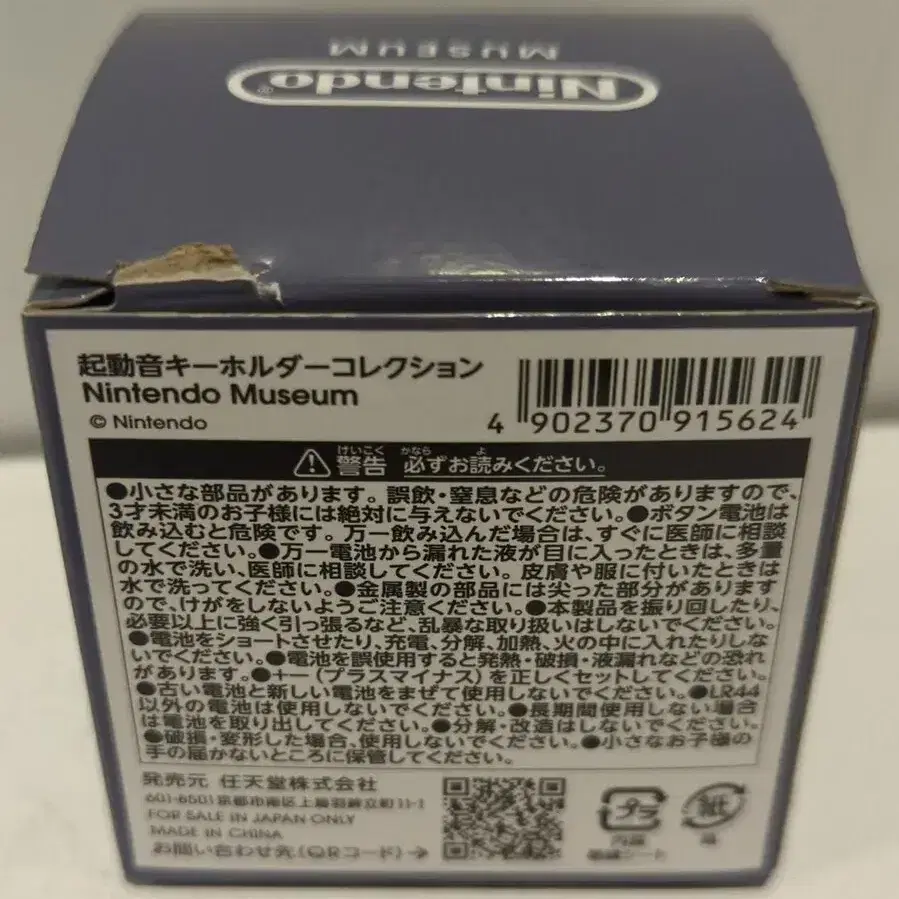 Nintendo®
MUSEUM
起動音キーホルダーコレクション
Nintendo Museum
© Nintendo
4 902370 915624
けいこく かなら よ
警告 必ずお読みください。
●小さな部品があります。誤飲・窒息などの危険がありますので、
3才未満のお子様には絶対に与えないでください。●ボタン電池は
飲み込むと危険です。万一飲み込んだ場合は、すぐに医師に相談
してください。●万一電池から漏れた液が目に入ったときは、多量
の水で洗い、医師に相談してください。皮膚や服に付いたときは
水で洗ってください。●金属製の部品には尖った部分があります
ので、けがをしないようご注意ください。●本製品を振り回したり、
必要以上に強く引っ張るなど、乱暴な取り扱いはしないでください。
●電池をショートさせたり、充電、分解、加熱、火の中に入れたりしな
いでください。●電池を誤使用すると発熱・破損・液漏れなどの恐れ
があります。●+−(プラスマイナス)を正しくセットしてください。
●古い電池と新しい電池をまぜて使用しないでください。●LR44
以外の電池は使用しないでください。●長期間使用しない場合
は電池を取り出してください。●分解・改造はしないでください。
●破損・変形した場合、使用しないでください。●小さなお子様の
手の届かないところに保管してください。
発売元 任天堂株式会社
601-8501 京都市南区上鳥羽鉾立町11-1
FOR SALE IN JAPAN ONLY
MADE IN CHINA
お問い合わせ先(QRコード)→
プラ
紙
箱